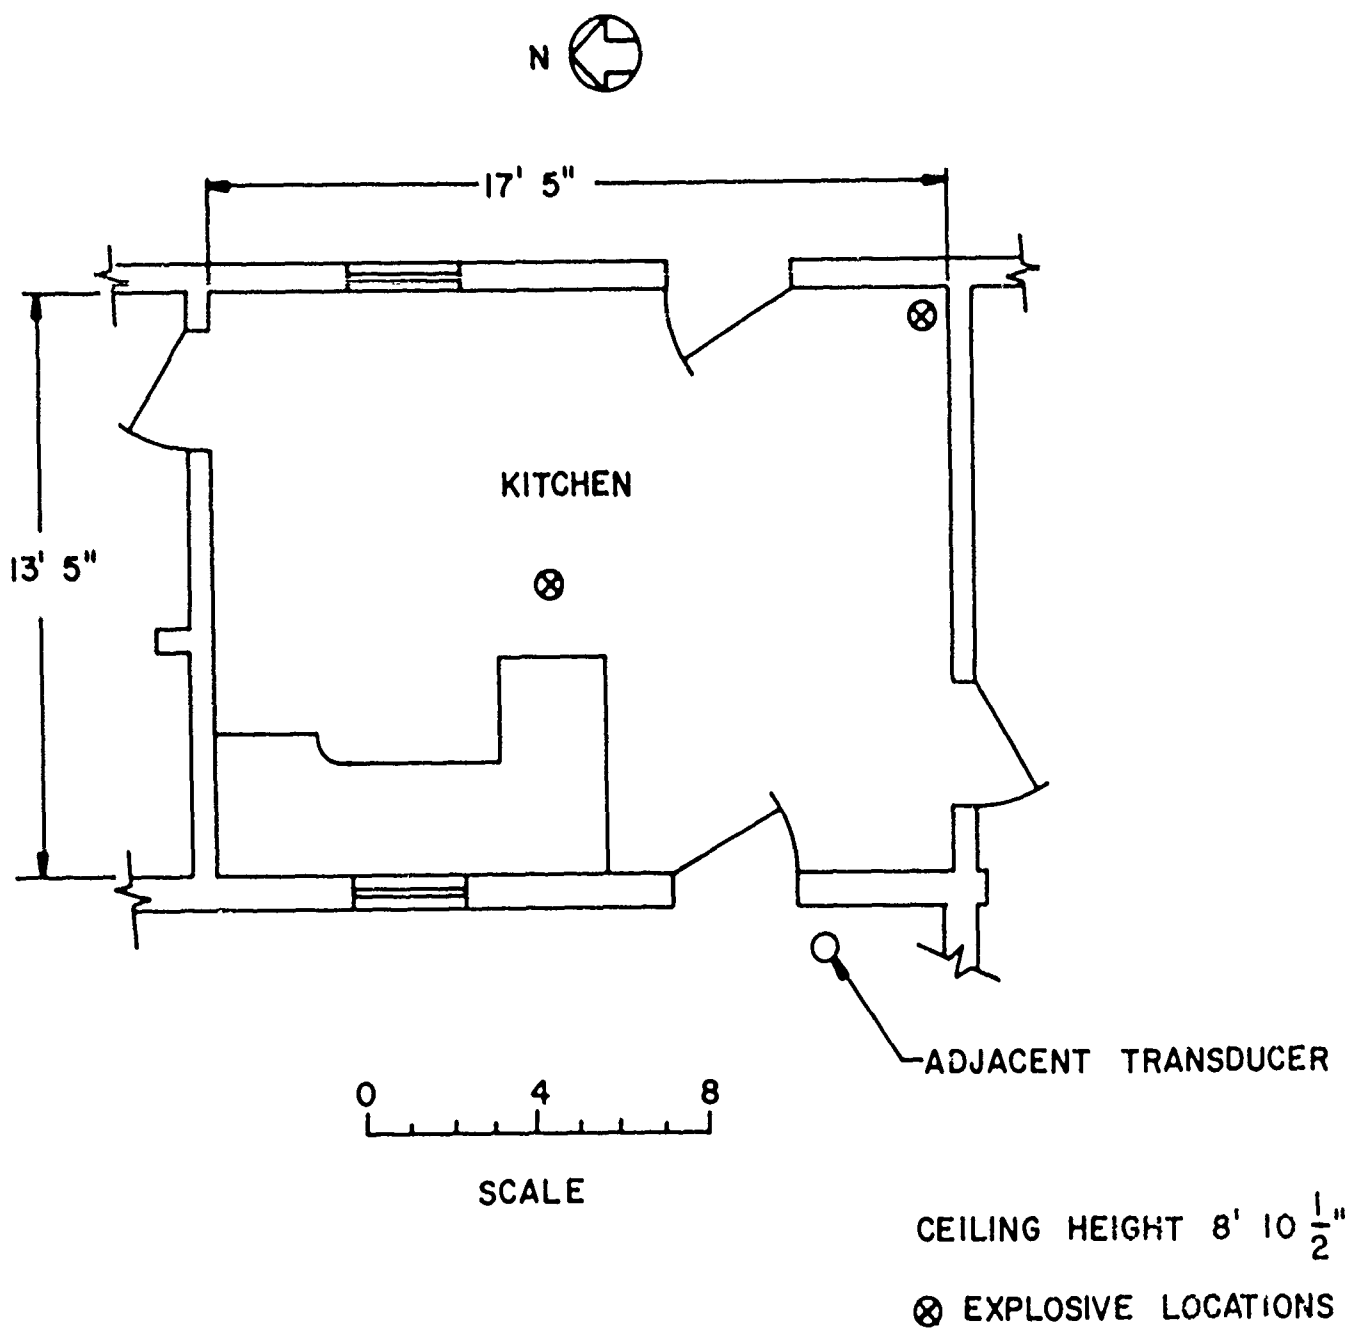 N
17' 5"
KITCHEN
13' 5"
ADJACENT TRANSDUCER
0 4 8
SCALE
CEILING HEIGHT 8' 10 1/2"
⊗ EXPLOSIVE LOCATIONS